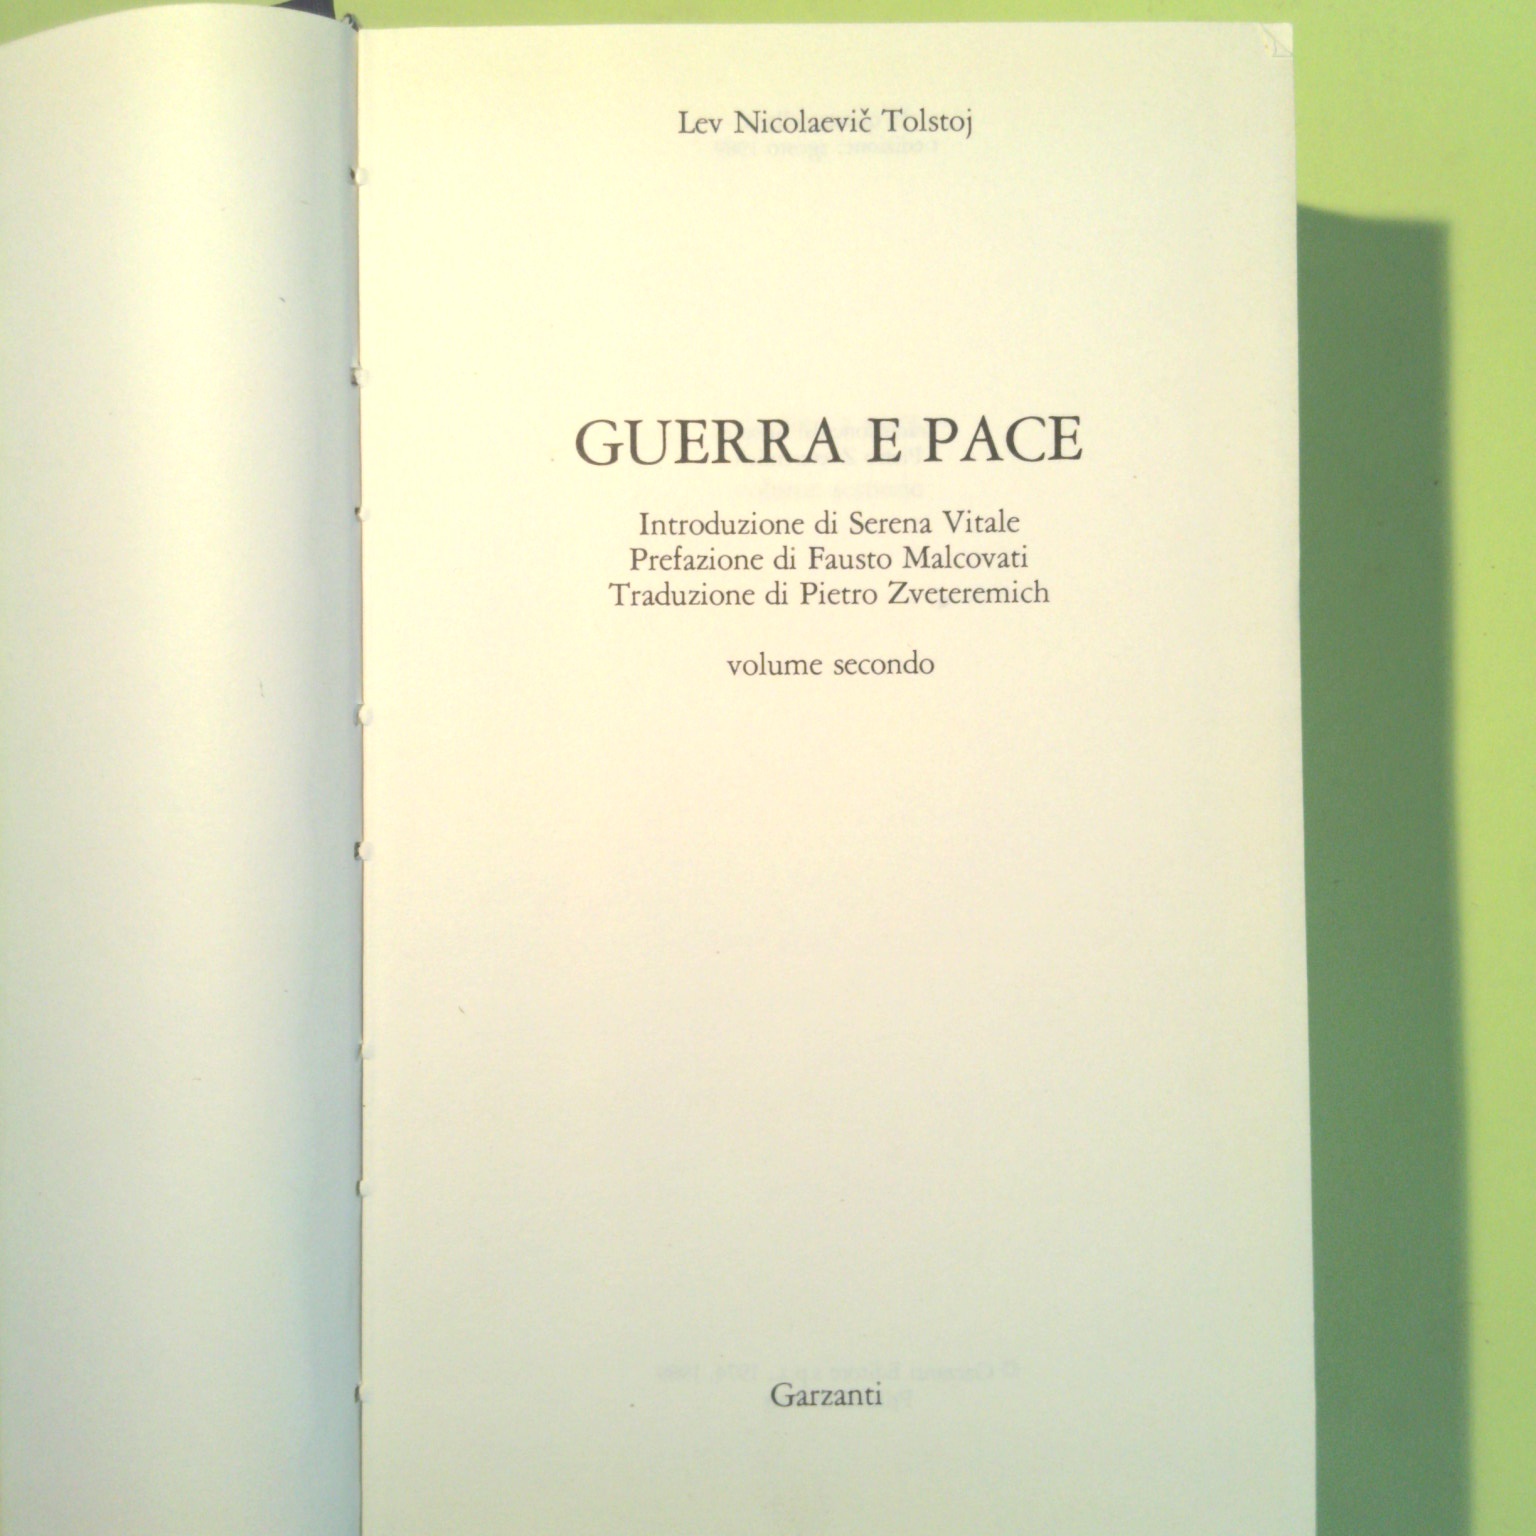 Lev Nicolaevič Tolstoj
GUERRA E PACE
Introduzione di Serena Vitale
Prefazione di Fausto Malcovati
Traduzione di Pietro Zveteremich
volume secondo
Garzanti